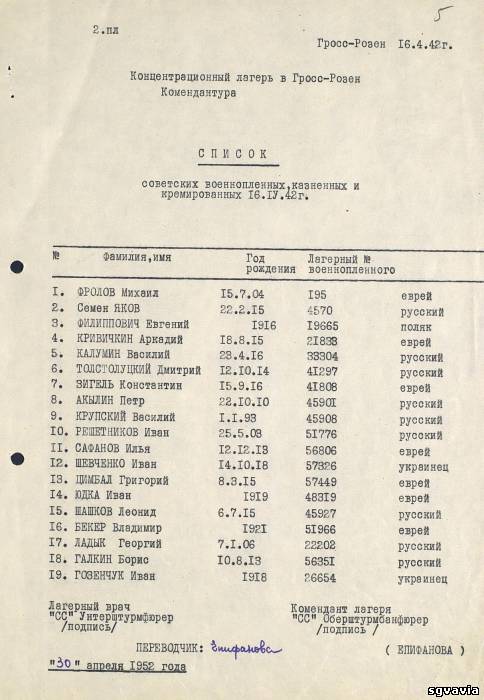 5
2.пл
Гросс-Розен 16.4.42г.
Концентрационный лагерь в Гросс-Розен
Комендантура
СПИСОК
советских военнопленных,казненных и
кремированных 16.IУ.42г.
№ Фамилия,имя Год рождения Лагерный № военнопленного
1. ФРОЛОВ Михаил 15.7.04 195 еврей
2. Семен ЯКОВ 22.2.15 4570 русский
3. ФИЛИППОВИЧ Евгений 1916 19665 поляк
4. КРИВИЧКИН Аркадий 18.8.15 21833 еврей
5. КАЛУМИН Василий 23.4.16 33304 русский
6. ТОЛСТОЛУЦКИЙ Дмитрий 12.10.14 41297 русский
7. ЗИГЕЛЬ Константин 15.9.16 41808 еврей
8. АКЫЛИН Петр 22.10.10 45901 русский
9. КРУПСКИЙ Василий 1.1.93 45908 русский
10. РЕШЕТНИКОВ Иван 25.5.03 51776 русский
11. САФАНОВ Илья 12.12.13 56806 еврей
12. ШЕВЧЕНКО Иван 14.10.18 57326 украинец
13. ЦИМБАЛ Григорий 8.3.15 57449 еврей
14. ЮДКА Иван 1919 48319 еврей
15. ШАШКОВ Леонид 6.7.15 45927 русский
16. БЕКЕР Владимир 1921 51966 еврей
17. ЛАДЫК Георгий 7.1.06 22202 русский
18. ГАЛКИН Борис 10.8.13 56351 русский
19. ГОЗЕНЧУК Иван 1918 26654 украинец
Лагерный врач Комендант лагеря
"СС" Унтерштурмфюрер "СС" Оберштурмбанфюрер
/подпись/ /подпись /
ПЕРЕВОДЧИК: Епифанова ( ЕПИФАНОВА )
"30" апреля 1952 года
sgvavia